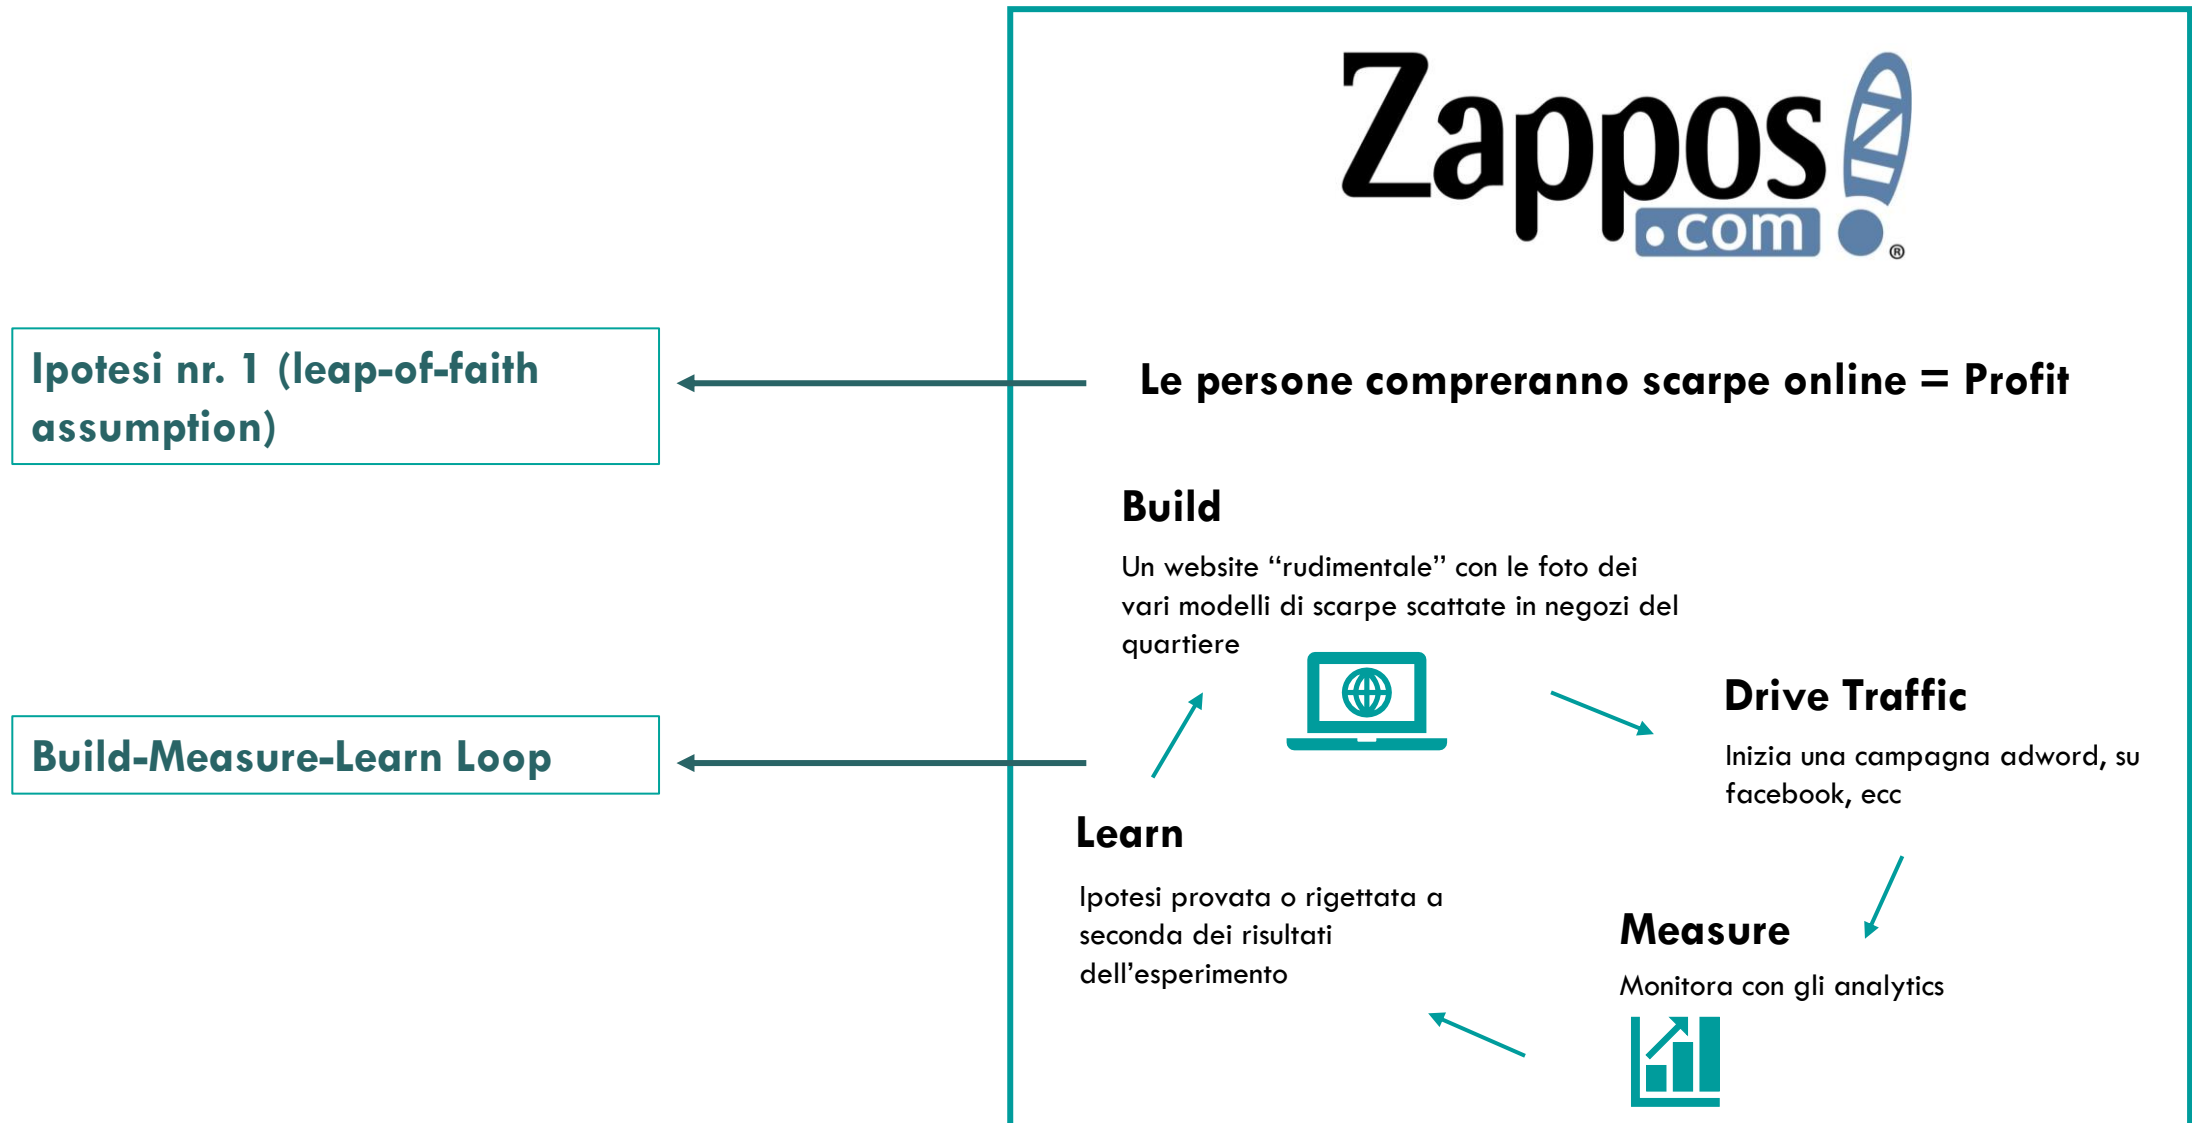 Zappos
.com
®
Ipotesi nr. 1 (leap-of-faith
assumption)
Le persone compreranno scarpe online = Profit
Build
Un website “rudimentale” con le foto dei
vari modelli di scarpe scattate in negozi del
quartiere
Drive Traffic
Inizia una campagna adword, su
facebook, ecc
Build-Measure-Learn Loop
Learn
Ipotesi provata o rigettata a
seconda dei risultati
dell’esperimento
Measure
Monitora con gli analytics